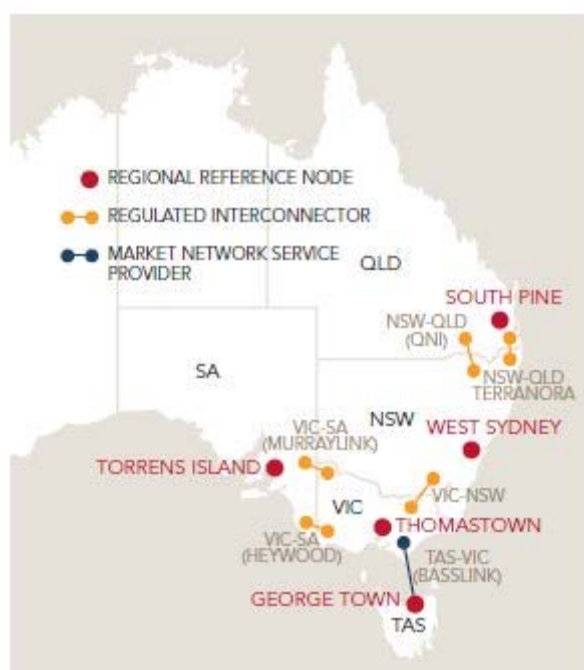 REGIONAL REFERENCE NODE
REGULATED INTERCONNECTOR
MARKET NETWORK SERVICE
PROVIDER
QLD
SOUTH PINE
NSW-QLD
(QNI)
NSW-QLD
TERRANORA
SA
NSW
VIC-SA
(MURRAYLINK)
WEST SYDNEY
TORRENS ISLAND
VIC-NSW
VIC
THOMASTOWN
VIC-SA
(HEYWOOD)
TAS-VIC
(BASSLINK)
GEORGE TOWN
TAS